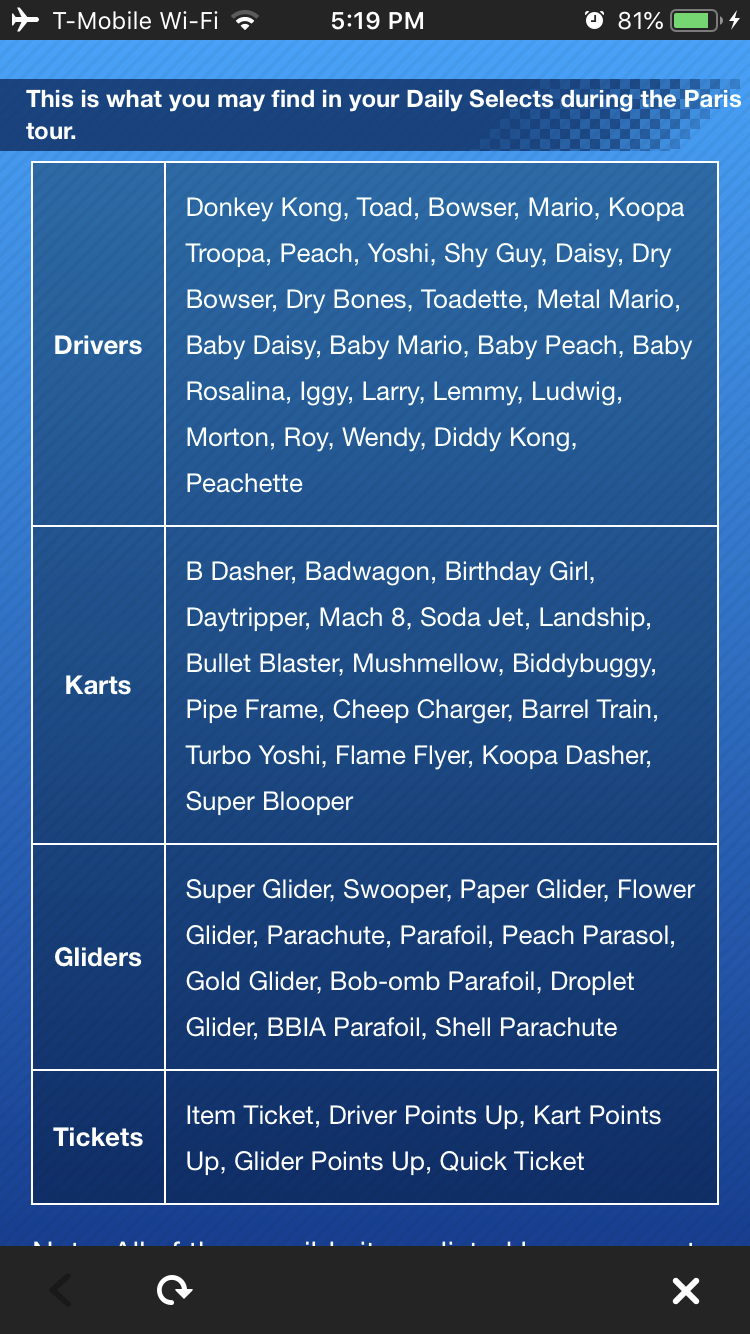 T-Mobile Wi-Fi 5:19 PM 81%
This is what you may find in your Daily Selects during the Paris
tour.
Drivers
Donkey Kong, Toad, Bowser, Mario, Koopa
Troopa, Peach, Yoshi, Shy Guy, Daisy, Dry
Bowser, Dry Bones, Toadette, Metal Mario,
Baby Daisy, Baby Mario, Baby Peach, Baby
Rosalina, Iggy, Larry, Lemmy, Ludwig,
Morton, Roy, Wendy, Diddy Kong,
Peachette
Karts
B Dasher, Badwagon, Birthday Girl,
Daytripper, Mach 8, Soda Jet, Landship,
Bullet Blaster, Mushmellow, Biddybuggy,
Pipe Frame, Cheep Charger, Barrel Train,
Turbo Yoshi, Flame Flyer, Koopa Dasher,
Super Blooper
Gliders
Super Glider, Swooper, Paper Glider, Flower
Glider, Parachute, Parafoil, Peach Parasol,
Gold Glider, Bob-omb Parafoil, Droplet
Glider, BBIA Parafoil, Shell Parachute
Tickets
Item Ticket, Driver Points Up, Kart Points
Up, Glider Points Up, Quick Ticket